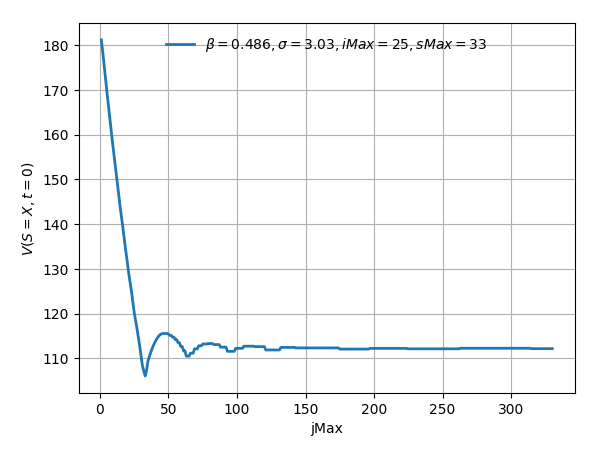 180
170
160
150
140
130
120
110
V(S = X, t = 0)
β = 0.486, σ = 3.03, iMax = 25, sMax = 33
0 50 100 150 200 250 300
jMax